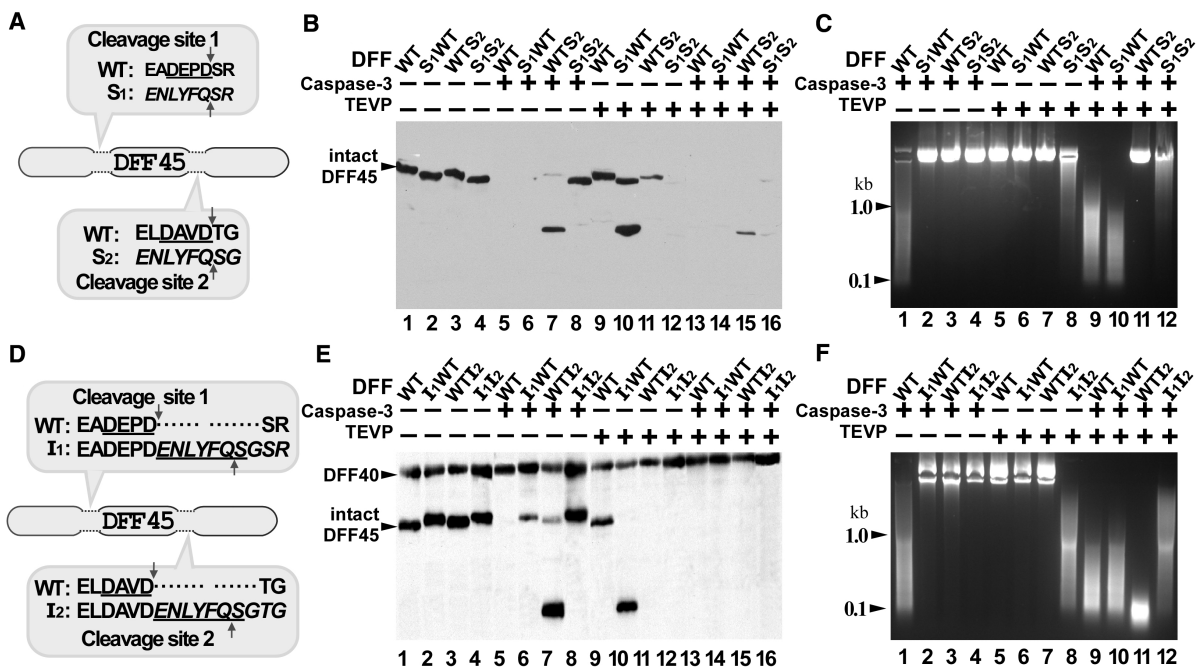 A
Cleavage site 1
WT: EADEPDSR
S1: ENLYFQSR
DFF45
WT: ELDAVDTG
S2: ENLYFQSG
Cleavage site 2
B
DFF WT S1WT WTS2 S1S2 WT S1WT WTS2 S1S2 WT S1WT WTS2 S1S2 WT S1WT WTS2 S1S2
Caspase-3 − − − − + + + + − − − − + + + +
TEVP − − − − − − − − + + + + + + + +
intact
DFF45
1 2 3 4 5 6 7 8 9 10 11 12 13 14 15 16
C
DFF WT S1WT WTS2 S1S2 WT S1WT WTS2 S1S2 WT S1WT WTS2 S1S2
Caspase-3 + + + + − − − − + + + +
TEVP − − − − + + + + + + + +
kb
1.0
0.1
1 2 3 4 5 6 7 8 9 10 11 12
D
Cleavage site 1
WT: EADEPD············SR
I1: EADEPDENLYFQSGSR
DFF45
WT: ELDAVD············TG
I2: ELDAVDENLYFQSGTG
Cleavage site 2
E
DFF WT I1WT WTI2 I1I2 WT I1WT WTI2 I1I2 WT I1WT WTI2 I1I2 WT I1WT WTI2 I1I2
Caspase-3 − − − − + + + + − − − − + + + +
TEVP − − − − − − − − + + + + + + + +
DFF40
intact
DFF45
1 2 3 4 5 6 7 8 9 10 11 12 13 14 15 16
F
DFF WT I1WT WTI2 I1I2 WT I1WT WTI2 I1I2 WT I1WT WTI2 I1I2
Caspase-3 + + + + − − − − + + + +
TEVP − − − − + + + + + + + +
kb
1.0
0.1
1 2 3 4 5 6 7 8 9 10 11 12